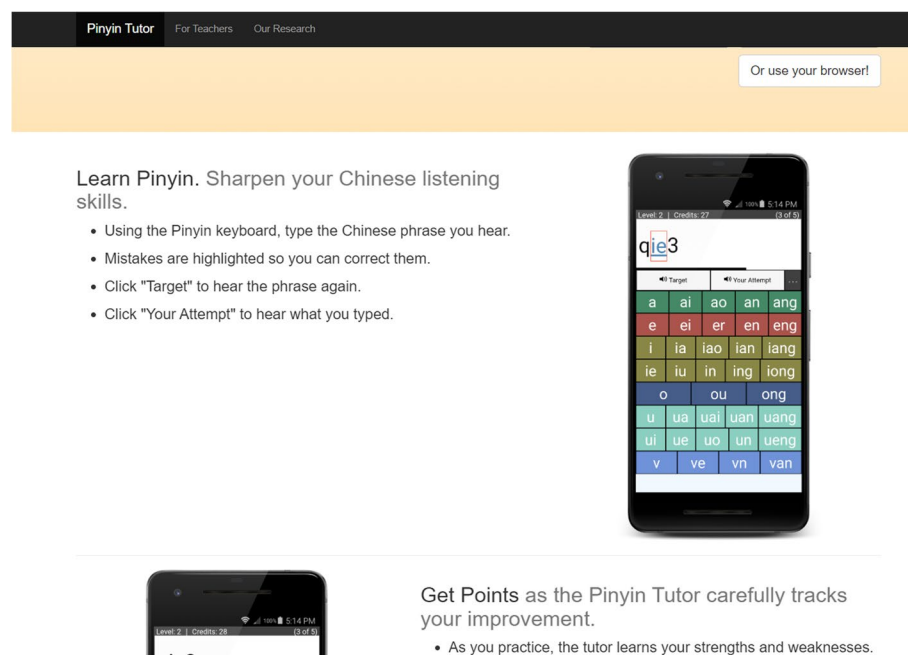 Pinyin Tutor For Teachers Our Research
Or use your browser!
Learn Pinyin. Sharpen your Chinese listening
skills.
• Using the Pinyin keyboard, type the Chinese phrase you hear.
• Mistakes are highlighted so you can correct them.
• Click "Target" to hear the phrase again.
• Click "Your Attempt" to hear what you typed.
100% 5:14 PM
Level: 2 | Credits: 27 (3 of 5)
qie3
Target Your Attempt ...
a ai ao an ang
e ei er en eng
i ia iao ian iang
ie iu in ing iong
o ou ong
u ua uai uan uang
ui ue uo un ueng
v ve vn van
100% 5:14 PM
Level: 2 | Credits: 28 (3 of 5)
Get Points as the Pinyin Tutor carefully tracks
your improvement.
• As you practice, the tutor learns your strengths and weaknesses.